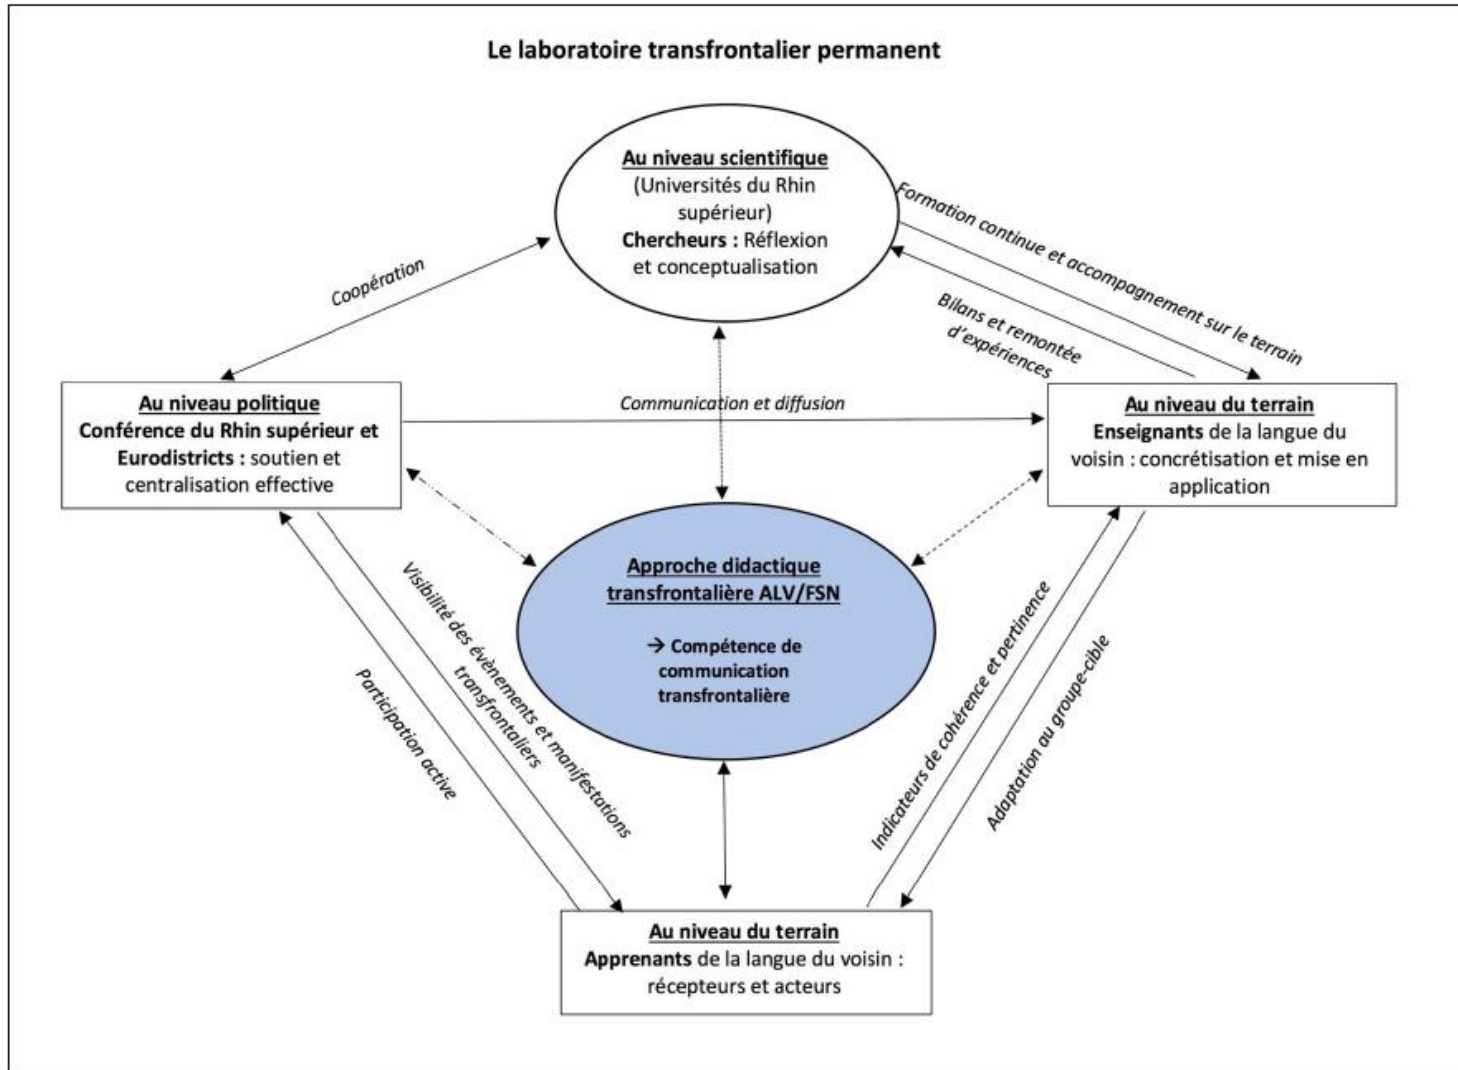 Le laboratoire transfrontalier permanent
Au niveau scientifique
(Universités du Rhin
supérieur)
Chercheurs : Réflexion
et conceptualisation
Coopération
Formation continue et accompagnement sur le terrain
Bilans et remontée
d'expériences
Au niveau politique
Conférence du Rhin supérieur et
Eurodistricts : soutien et
centralisation effective
Communication et diffusion
Au niveau du terrain
Enseignants de la langue du
voisin : concrétisation et mise en
application
Approche didactique
transfrontalière ALV/FSN
→ Compétence de
communication
transfrontalière
Visibilité des évènements et manifestations
transfrontaliers
Participation active
Indicateurs de cohérence et pertinence
Adaptation au groupe-cible
Au niveau du terrain
Apprenants de la langue du voisin :
récepteurs et acteurs